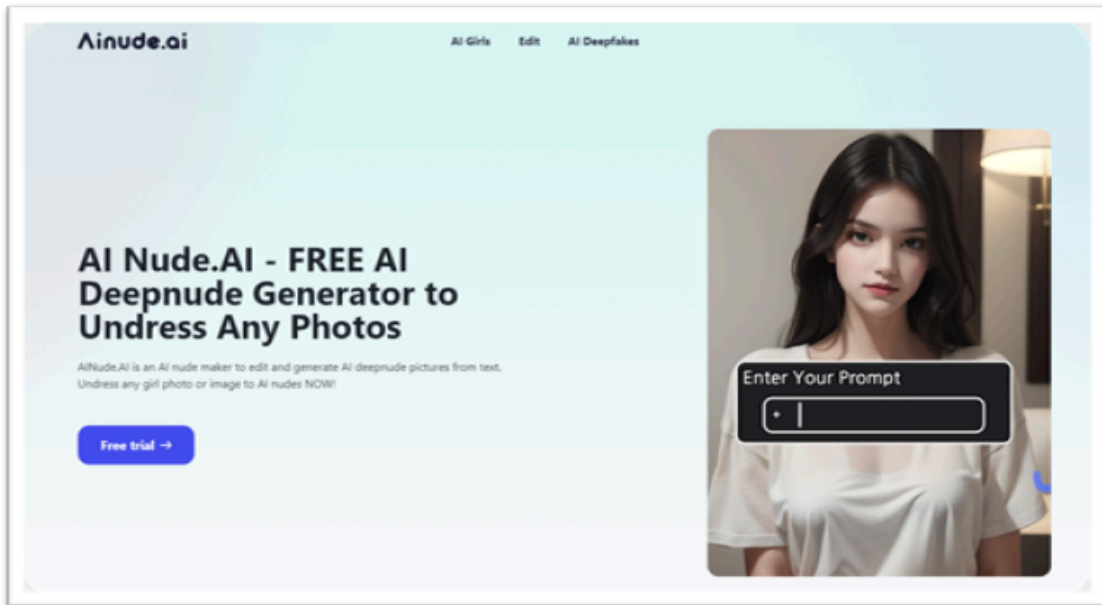 Ainude.ai
AI Girls Edit AI Deepfakes
AI Nude.AI - FREE AI
Deepnude Generator to
Undress Any Photos
AINude.AI is an AI nude maker to edit and generate AI deepnude pictures from text.
Undress any girl photo or image to AI nudes NOW!
Free trial →
Enter Your Prompt
+